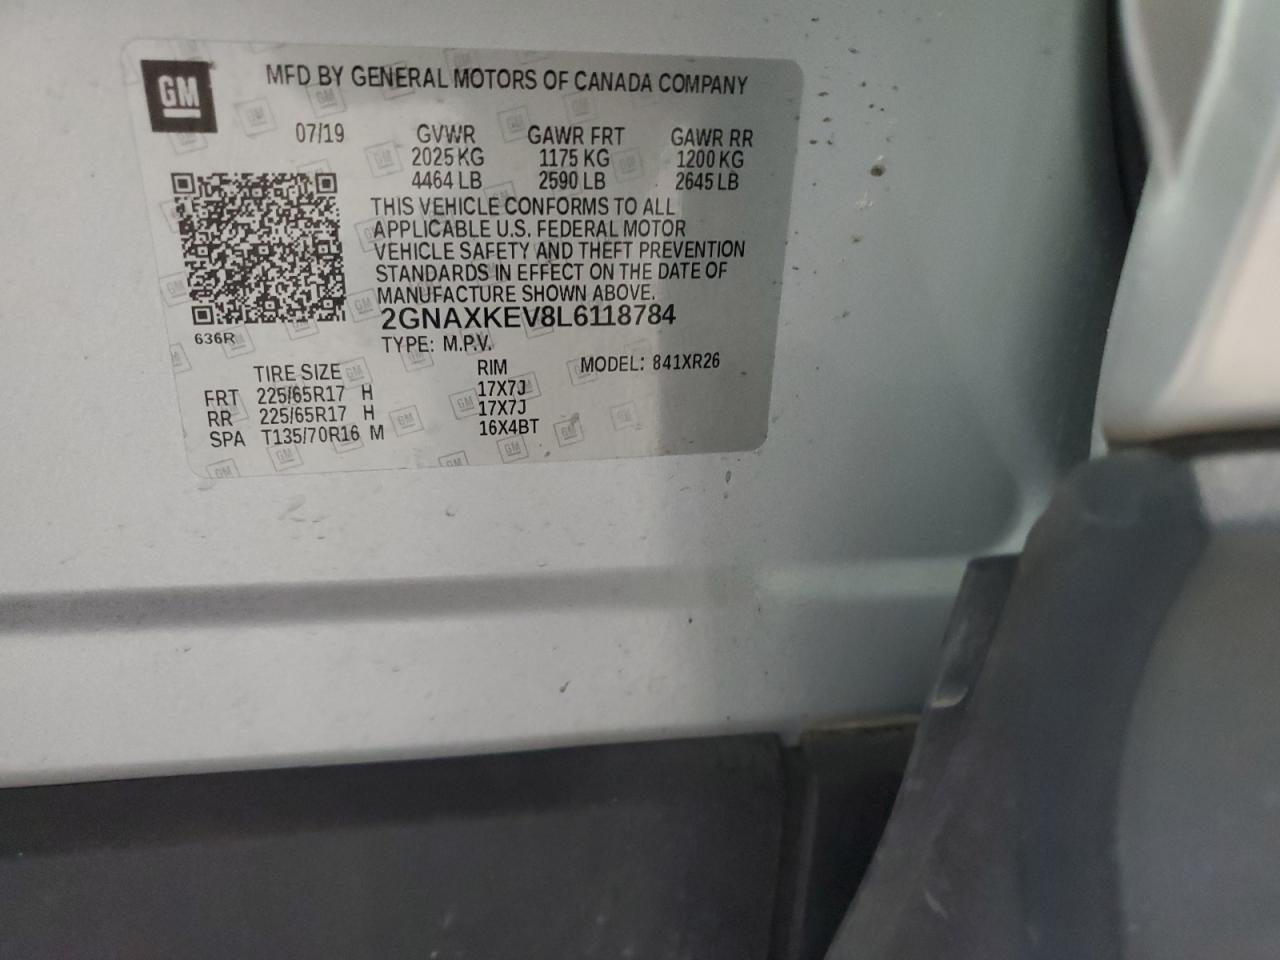 GM
MFD BY GENERAL MOTORS OF CANADA COMPANY
07/19 GVWR GAWR FRT GAWR RR
2025 KG 1175 KG 1200 KG
4464 LB 2590 LB 2645 LB
THIS VEHICLE CONFORMS TO ALL
APPLICABLE U.S. FEDERAL MOTOR
VEHICLE SAFETY AND THEFT PREVENTION
STANDARDS IN EFFECT ON THE DATE OF
MANUFACTURE SHOWN ABOVE.
2GNAXKEV8L6118784
636R
TYPE: M.P.V.
TIRE SIZE RIM MODEL: 841XR26
FRT 225/65R17 H 17X7J
RR 225/65R17 H 17X7J
SPA T135/70R16 M 16X4BT